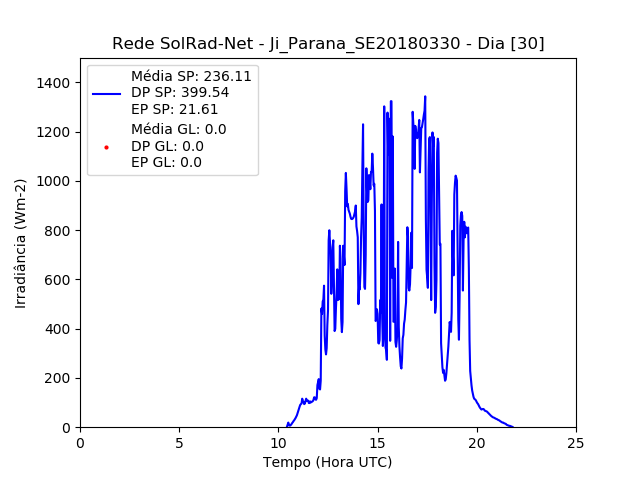 Rede SolRad-Net - Ji_Parana_SE20180330 - Dia [30]
Média SP: 236.11
DP SP: 399.54
EP SP: 21.61
Média GL: 0.0
DP GL: 0.0
EP GL: 0.0
Irradiância (Wm-2)
1400
1200
1000
800
600
400
200
0
0 5 10 15 20 25
Tempo (Hora UTC)